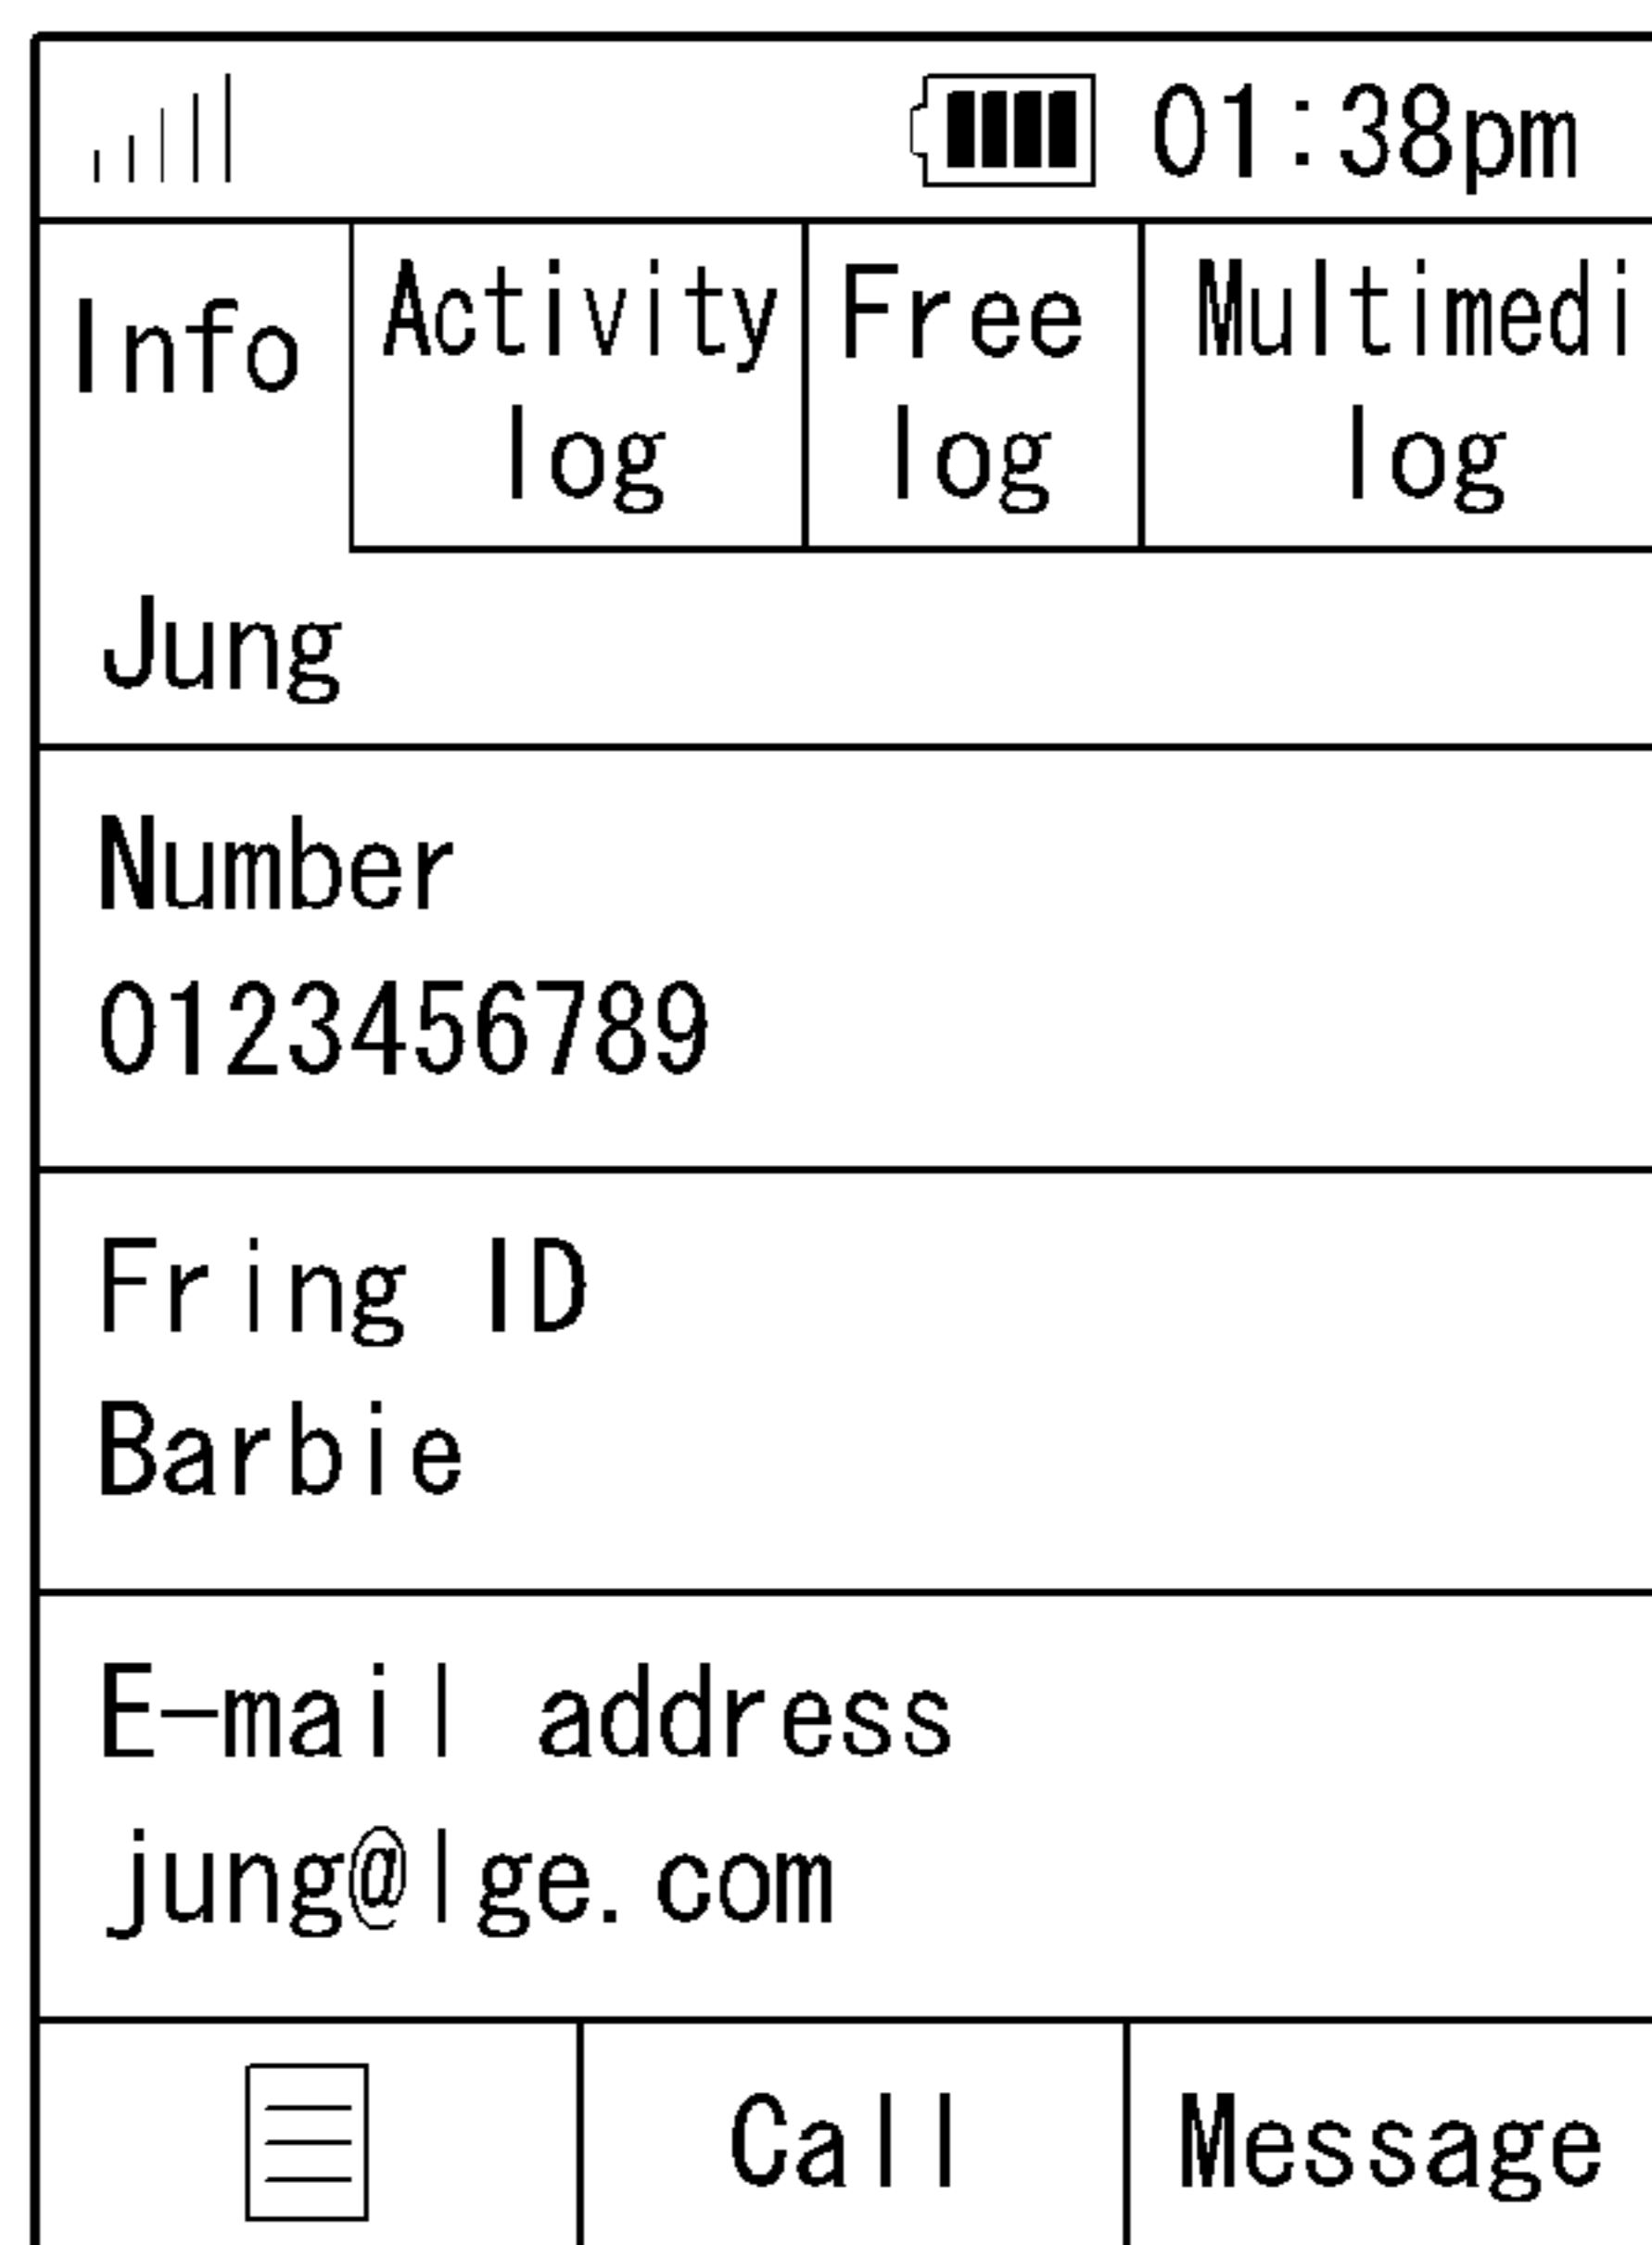 01:38pm
Info
Activity
log
Free
log
Multimedi
log
Jung
Number
0123456789
Fring ID
Barbie
E-mail address
jung@lge.com
Call
Message